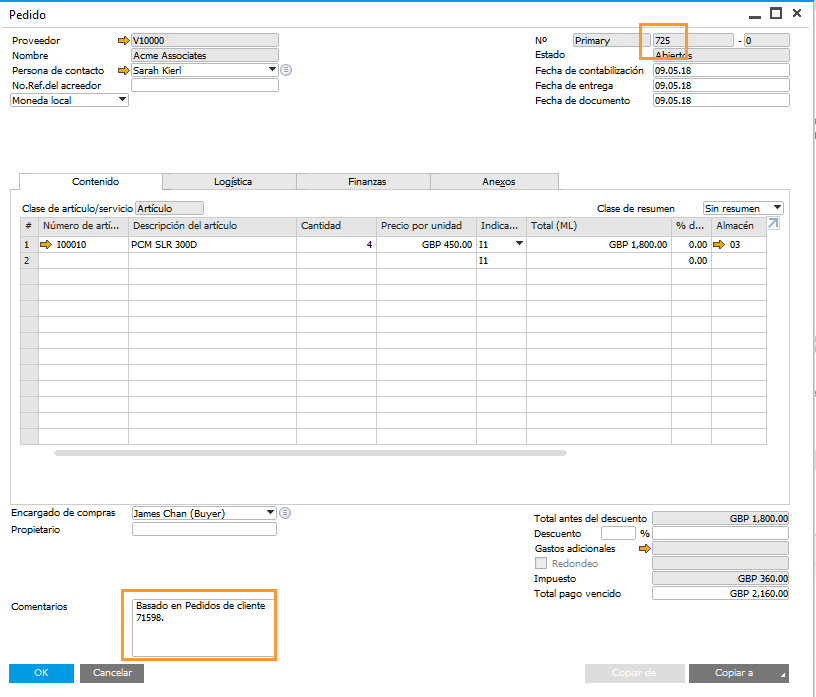 Pedido
Proveedor V10000 Nº Primary 725 - 0
Nombre Acme Associates Estado Abiertos
Persona de contacto Sarah Kierl Fecha de contabilización 09.05.18
No.Ref.del acreedor Fecha de entrega 09.05.18
Moneda local Fecha de documento 09.05.18
Contenido Logística Finanzas Anexos
Clase de artículo/servicio Artículo Clase de resumen Sin resumen
# Número de artí... Descripción del artículo Cantidad Precio por unidad Indica... Total (ML) % d... Almacén
1 I00010 PCM SLR 300D 4 GBP 450.00 I1 GBP 1,800.00 0.00 03
2 I1 0.00
Encargado de compras James Chan (Buyer)
Propietario
Total antes del descuento GBP 1,800.00
Descuento %
Gastos adicionales
Redondeo
Impuesto GBP 360.00
Total pago vencido GBP 2,160.00
Comentarios Basado en Pedidos de cliente
71598.
OK Cancelar Copiar de Copiar a